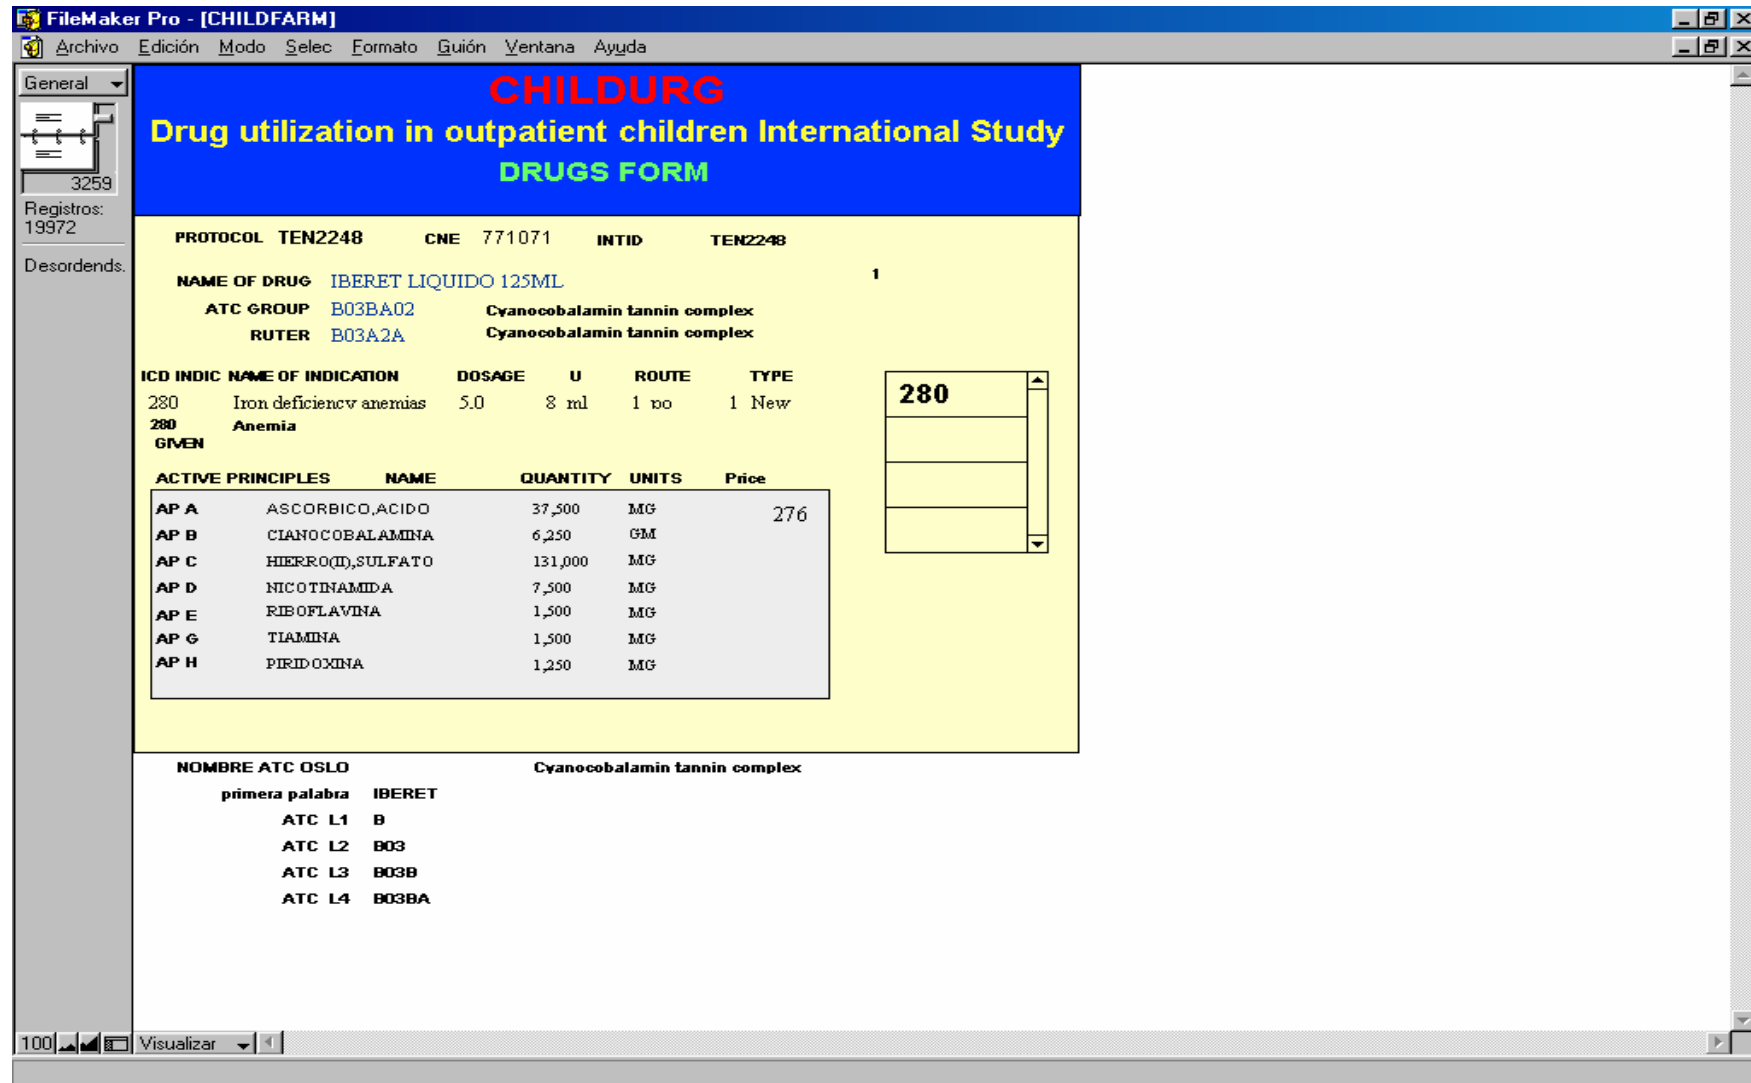 FileMaker Pro - [CHILDFARM]
Archivo Edición Modo Selec Formato Guión Ventana Ayuda
General
3259
Registros:
19972
Desordends.
CHILDURG
Drug utilization in outpatient children International Study
DRUGS FORM
PROTOCOL TEN2248 CNE 771071 INTID TEN2248
NAME OF DRUG IBERET LIQUIDO 125ML 1
ATC GROUP B03BA02 Cyanocobalamin tannin complex
RUTER B03A2A Cyanocobalamin tannin complex
ICD INDIC NAME OF INDICATION DOSAGE U ROUTE TYPE
280 Iron deficiency anemias 5.0 8 ml 1 po 1 New
280 Anemia
GIVEN
280
ACTIVE PRINCIPLES NAME QUANTITY UNITS Price
AP A ASCORBICO,ACIDO 37,500 MG 276
AP B CIANOCOBALAMINA 6,250 GM
AP C HIERRO(II),SULFATO 131,000 MG
AP D NICOTINAMIDA 7,500 MG
AP E RIBOFLAVINA 1,500 MG
AP G TIAMINA 1,500 MG
AP H PIRIDOXINA 1,250 MG
NOMBRE ATC OSLO Cyanocobalamin tannin complex
primera palabra IBERET
ATC L1 B
ATC L2 B03
ATC L3 B03B
ATC L4 B03BA
100 Visualizar